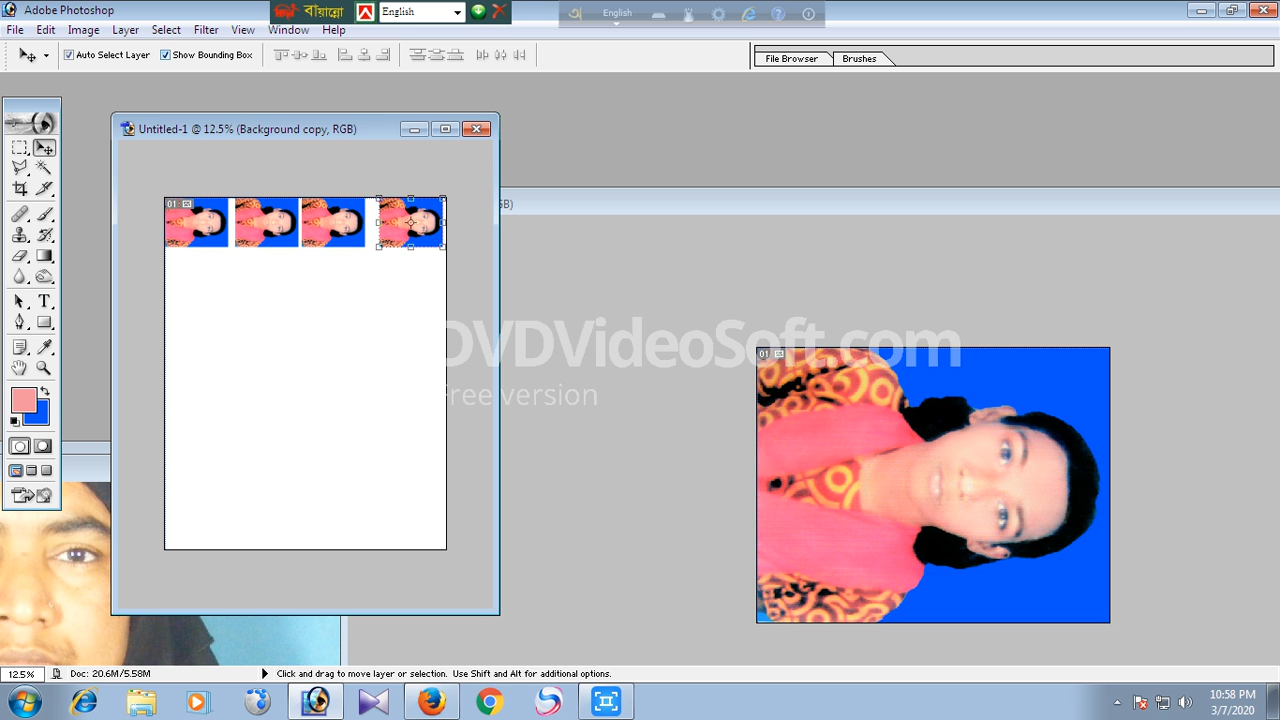 Adobe Photoshop
বায়ান্নো English
English
File Edit Image Layer Select Filter View Window Help
Auto Select Layer Show Bounding Box
File Browser Brushes
Untitled-1 @ 12.5% (Background copy, RGB)
GB)
01
01
DVDVideoSoft.com
Free version
12.5% Doc: 20.6M/5.58M Click and drag to move layer or selection. Use Shift and Alt for additional options.
10:58 PM
3/7/2020